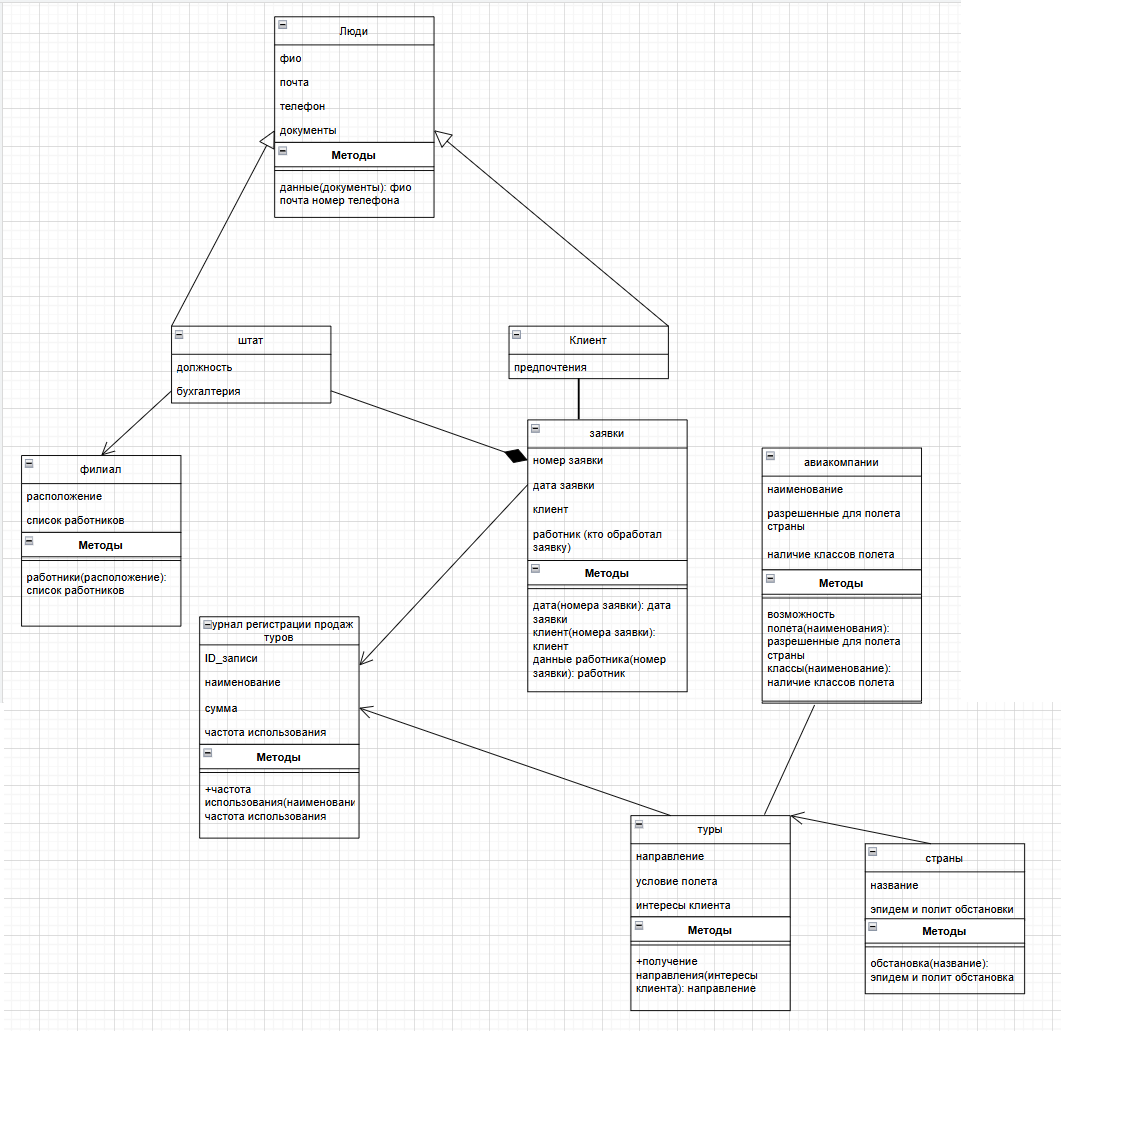 Люди
фио
почта
телефон
документы
Методы
данные(документы): фио
почта номер телефона
штат
должность
бухгалтерия
Клиент
предпочтения
филиал
расположение
список работников
Методы
работники(расположение):
список работников
заявки
номер заявки
дата заявки
клиент
работник (кто обработал
заявку)
Методы
дата(номера заявки): дата
заявки
клиент(номера заявки):
клиент
данные работника(номер
заявки): работник
авиакомпании
наименование
разрешенные для полета
страны
наличие классов полета
Методы
возможность
полета(наименования):
разрешенные для полета
страны
классы(наименование):
наличие классов полета
урнал регистрации продаж
туров
ID_записи
наименование
сумма
частота использования
Методы
+частота
использования(наименовани
частота использования
туры
направление
условие полета
интересы клиента
Методы
+получение
направления(интересы
клиента): направление
страны
название
эпидем и полит обстановки
Методы
обстановка(название):
эпидем и полит обстановка